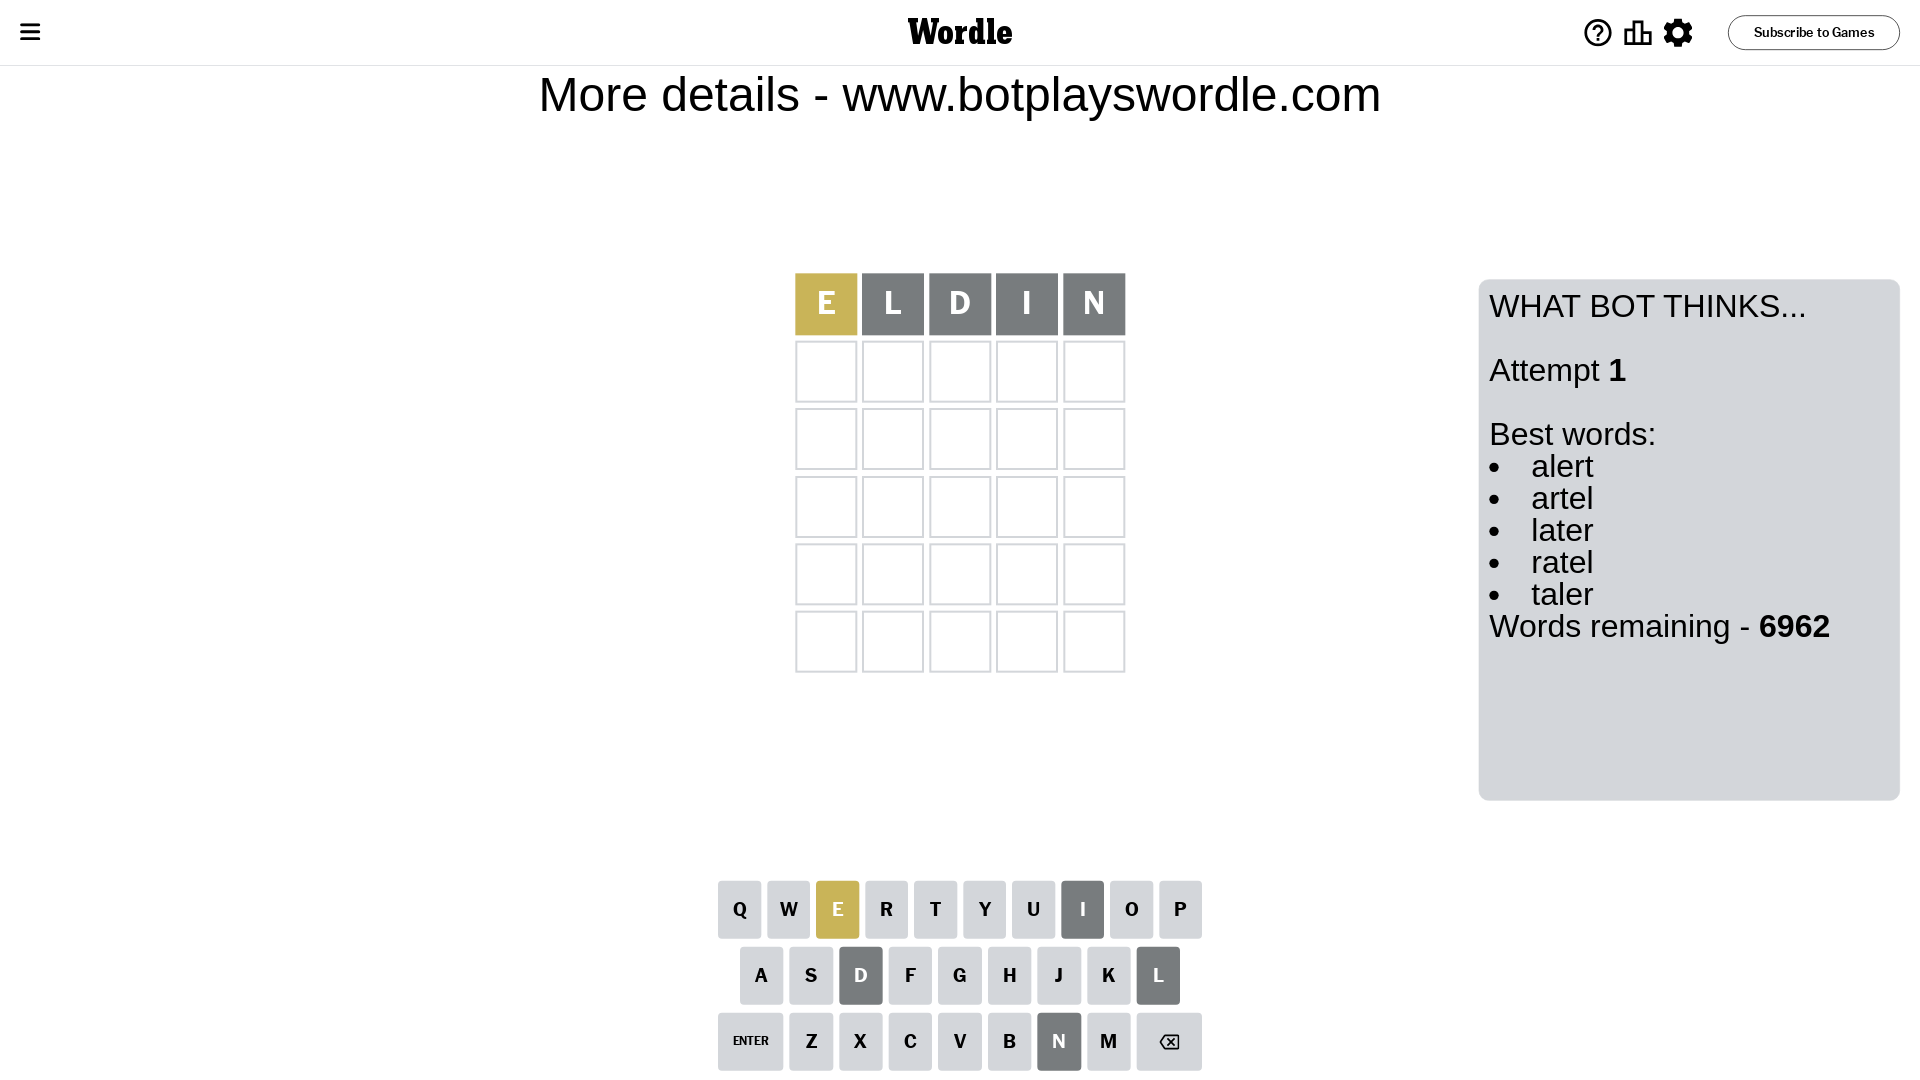 Wordle
Subscribe to Games
More details - www.botplayswordle.com
E L D I N
WHAT BOT THINKS...
Attempt 1
Best words:
• alert
• artel
• later
• ratel
• taler
Words remaining - 6962
Q W E R T Y U I O P
A S D F G H J K L
ENTER Z X C V B N M